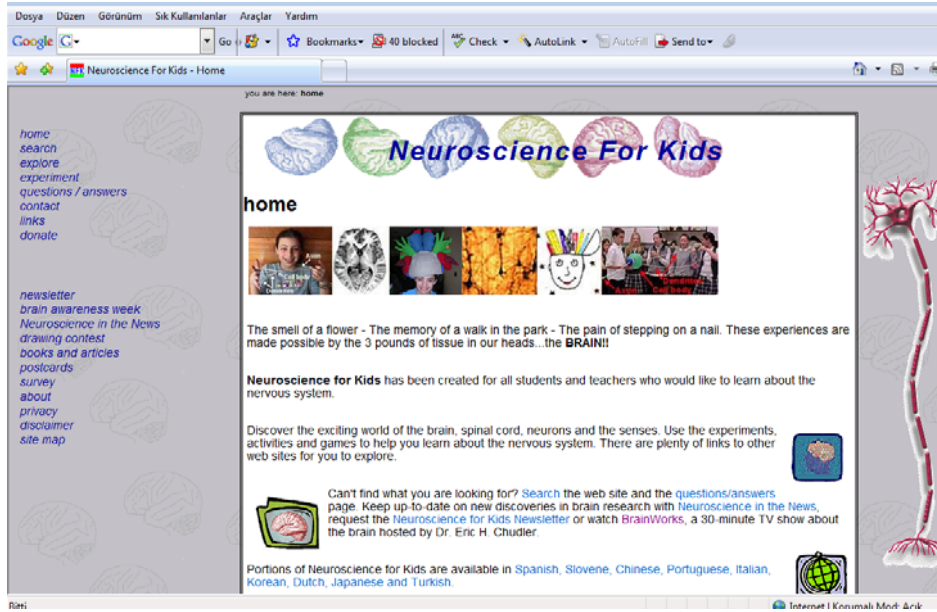 Dosya Düzen Görünüm Sık Kullanılanlar Araçlar Yardım
Google G Go Bookmarks 40 blocked ABC Check AutoLink AutoFill Send to
NFK Neuroscience For Kids - Home
you are here: home
home
search
explore
experiment
questions / answers
contact
links
donate
newsletter
brain awareness week
Neuroscience in the News
drawing contest
books and articles
postcards
survey
about
privacy
disclaimer
site map
Neuroscience For Kids
home
Axon
Cell body
Dendrites
Axon
Cell body
The smell of a flower - The memory of a walk in the park - The pain of stepping on a nail. These experiences are
made possible by the 3 pounds of tissue in our heads...the BRAIN!!
Neuroscience for Kids has been created for all students and teachers who would like to learn about the
nervous system.
Discover the exciting world of the brain, spinal cord, neurons and the senses. Use the experiments,
activities and games to help you learn about the nervous system. There are plenty of links to other
web sites for you to explore.
Can't find what you are looking for? Search the web site and the questions/answers
page. Keep up-to-date on new discoveries in brain research with Neuroscience in the News,
request the Neuroscience for Kids Newsletter or watch BrainWorks, a 30-minute TV show about
the brain hosted by Dr. Eric H. Chudler.
Portions of Neuroscience for Kids are available in Spanish, Slovene, Chinese, Portuguese, Italian,
Korean, Dutch, Japanese and Turkish.
Bitti
Internet | Korumalı Mod: Açık